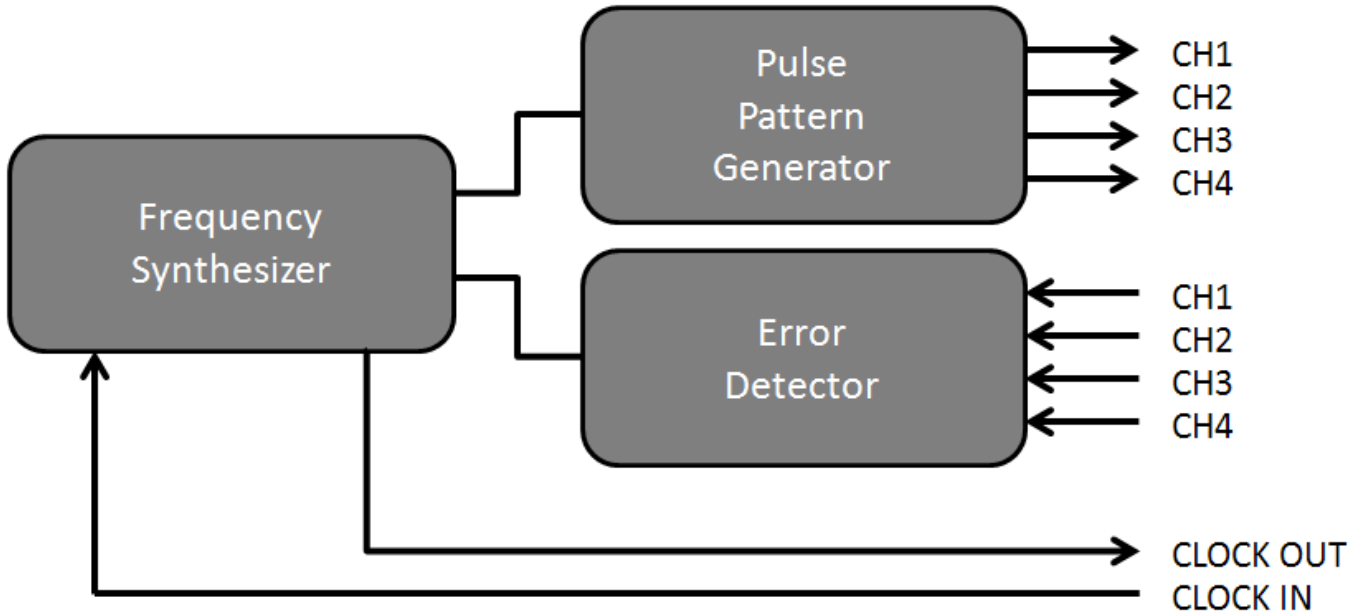 Pulse
Pattern
Generator
CH1
CH2
CH3
CH4
Frequency
Synthesizer
Error
Detector
CH1
CH2
CH3
CH4
CLOCK OUT
CLOCK IN